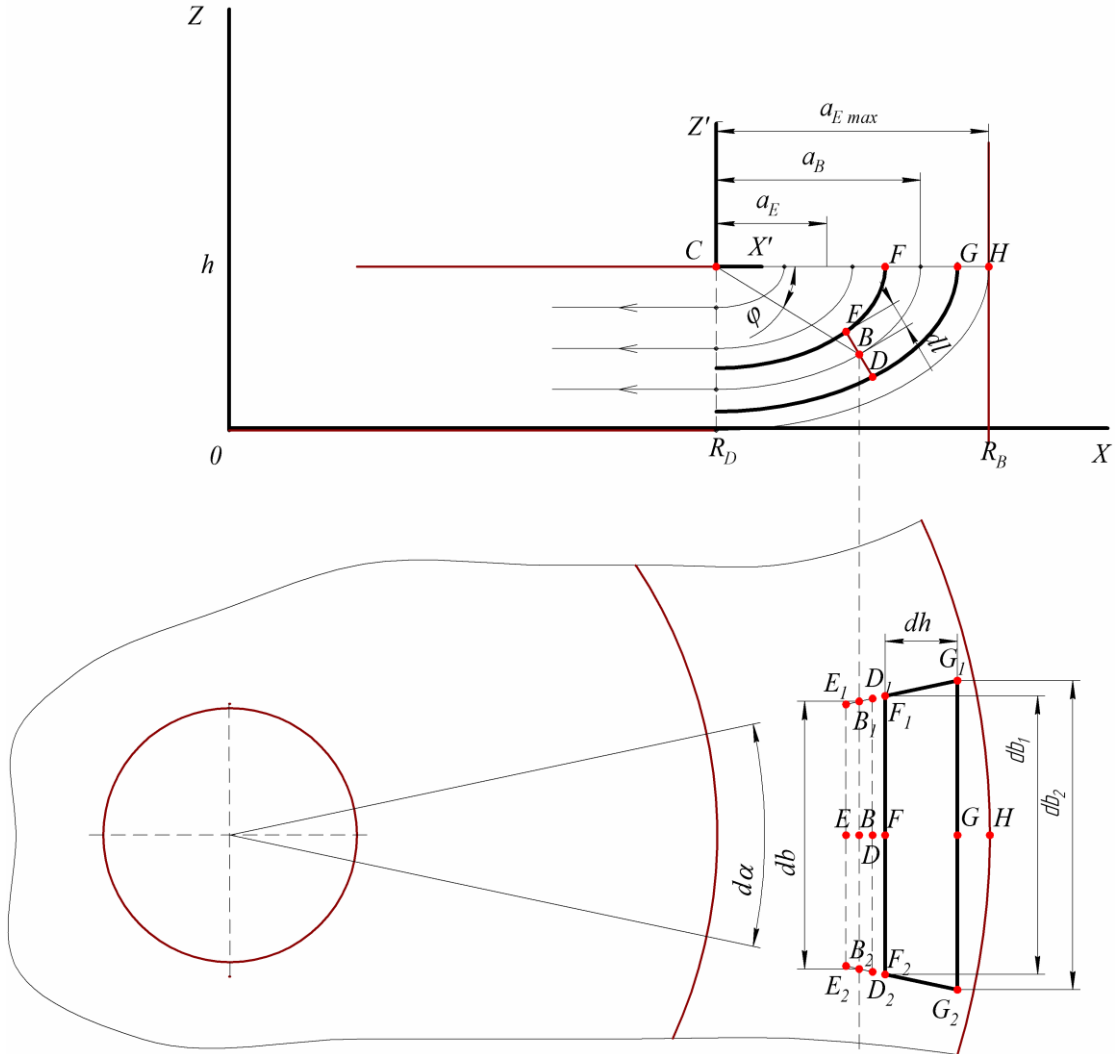 Z
a_{E max}
Z'
a_B
a_E
C X' F G H
h
φ E
B
D dl
0 R_D R_B X
dh
E_1 D_1 G_1
B_1 F_1
db_1
db_2
E B F G H
D
dα db
B_2 F_2
E_2 D_2 G_2